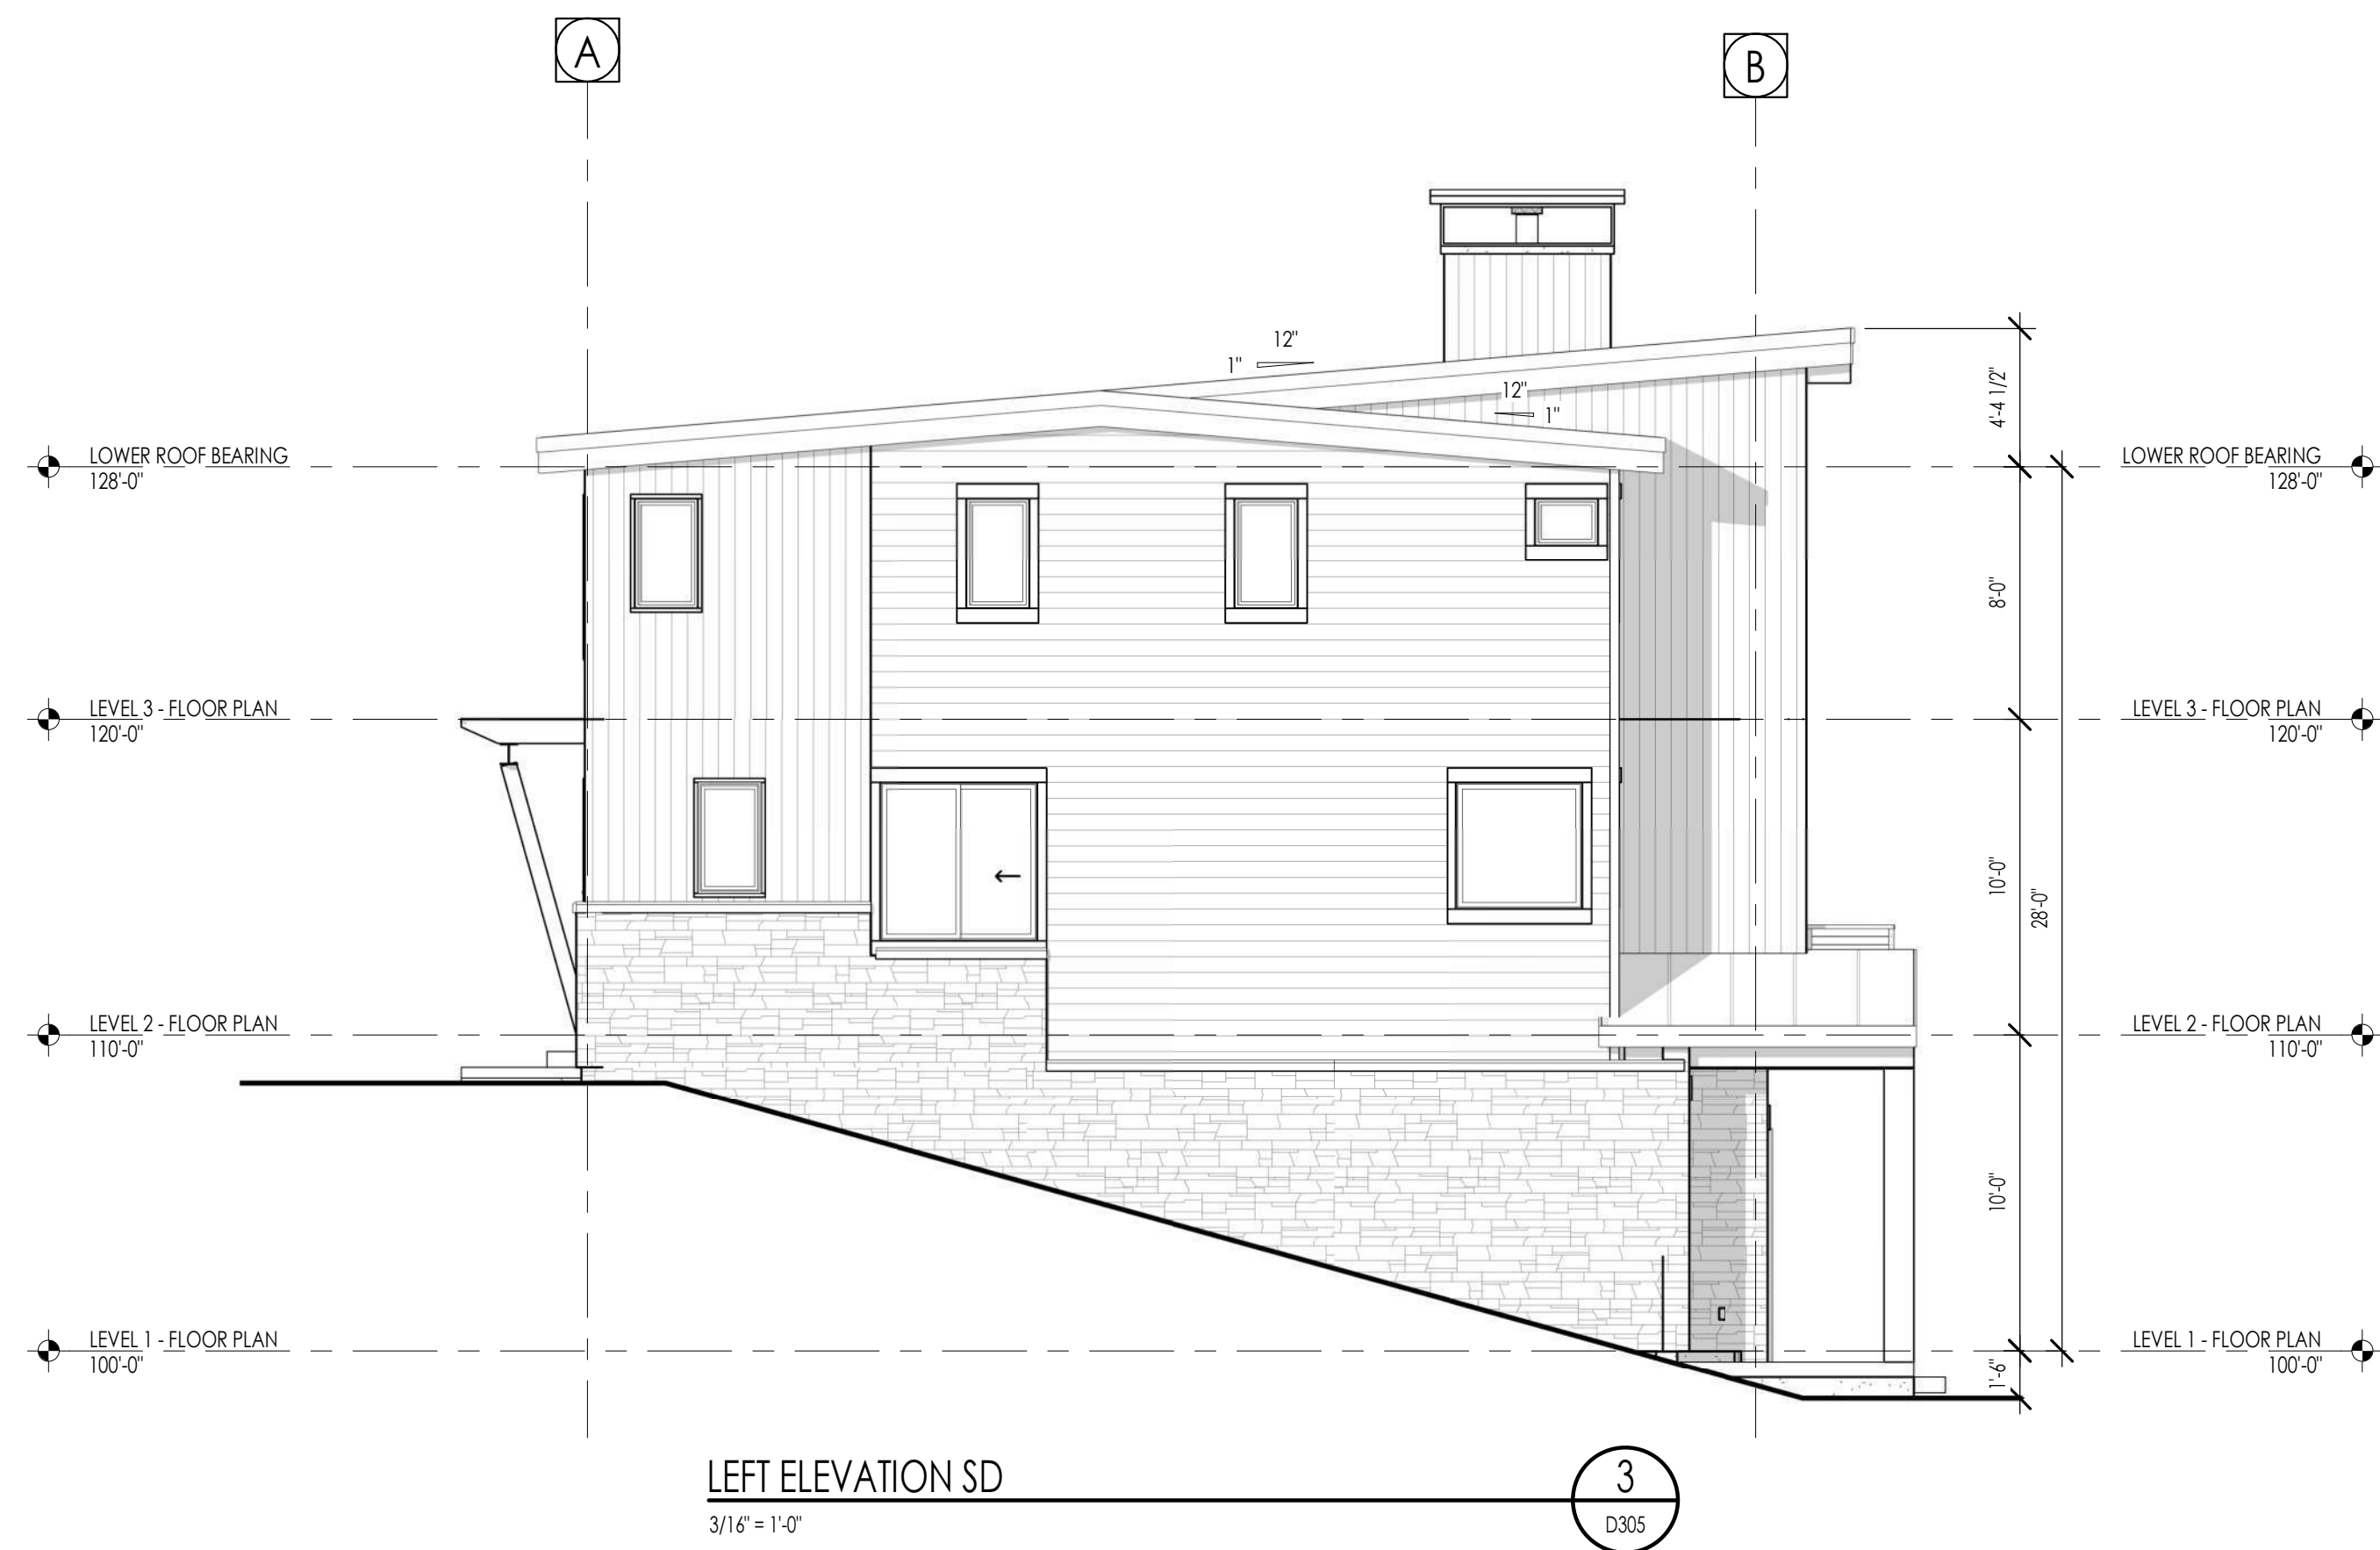 A
B
12"
1"
12"
1"
LOWER ROOF BEARING
128'-0"
LOWER ROOF BEARING
128'-0"
4'-4 1/2"
8'-0"
LEVEL 3 - FLOOR PLAN
120'-0"
LEVEL 3 - FLOOR PLAN
120'-0"
10'-0"
28'-0"
LEVEL 2 - FLOOR PLAN
110'-0"
LEVEL 2 - FLOOR PLAN
110'-0"
10'-0"
LEVEL 1 - FLOOR PLAN
100'-0"
LEVEL 1 - FLOOR PLAN
100'-0"
1'-6"
LEFT ELEVATION SD
3/16" = 1'-0"
3
D305